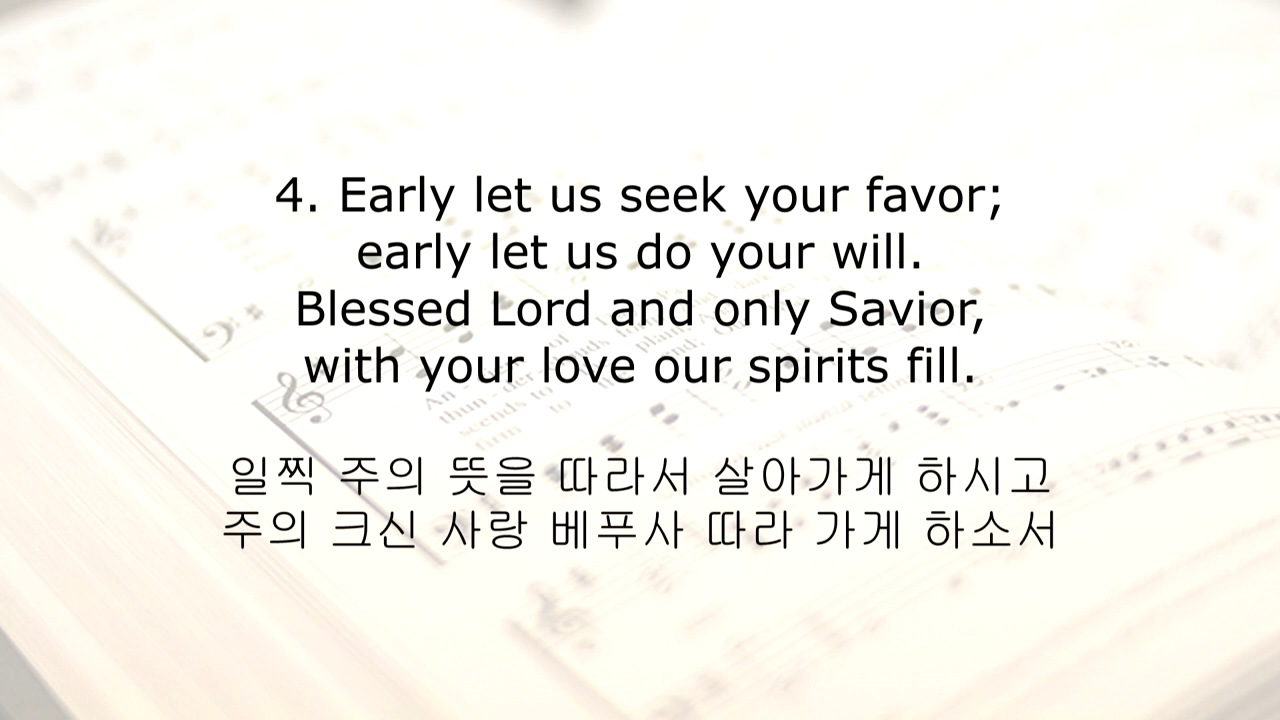 4. Early let us seek your favor;
early let us do your will.
Blessed Lord and only Savior,
with your love our spirits fill.
일찍 주의 뜻을 따라서 살아가게 하시고
주의 크신 사랑 베푸사 따라 가게 하소서